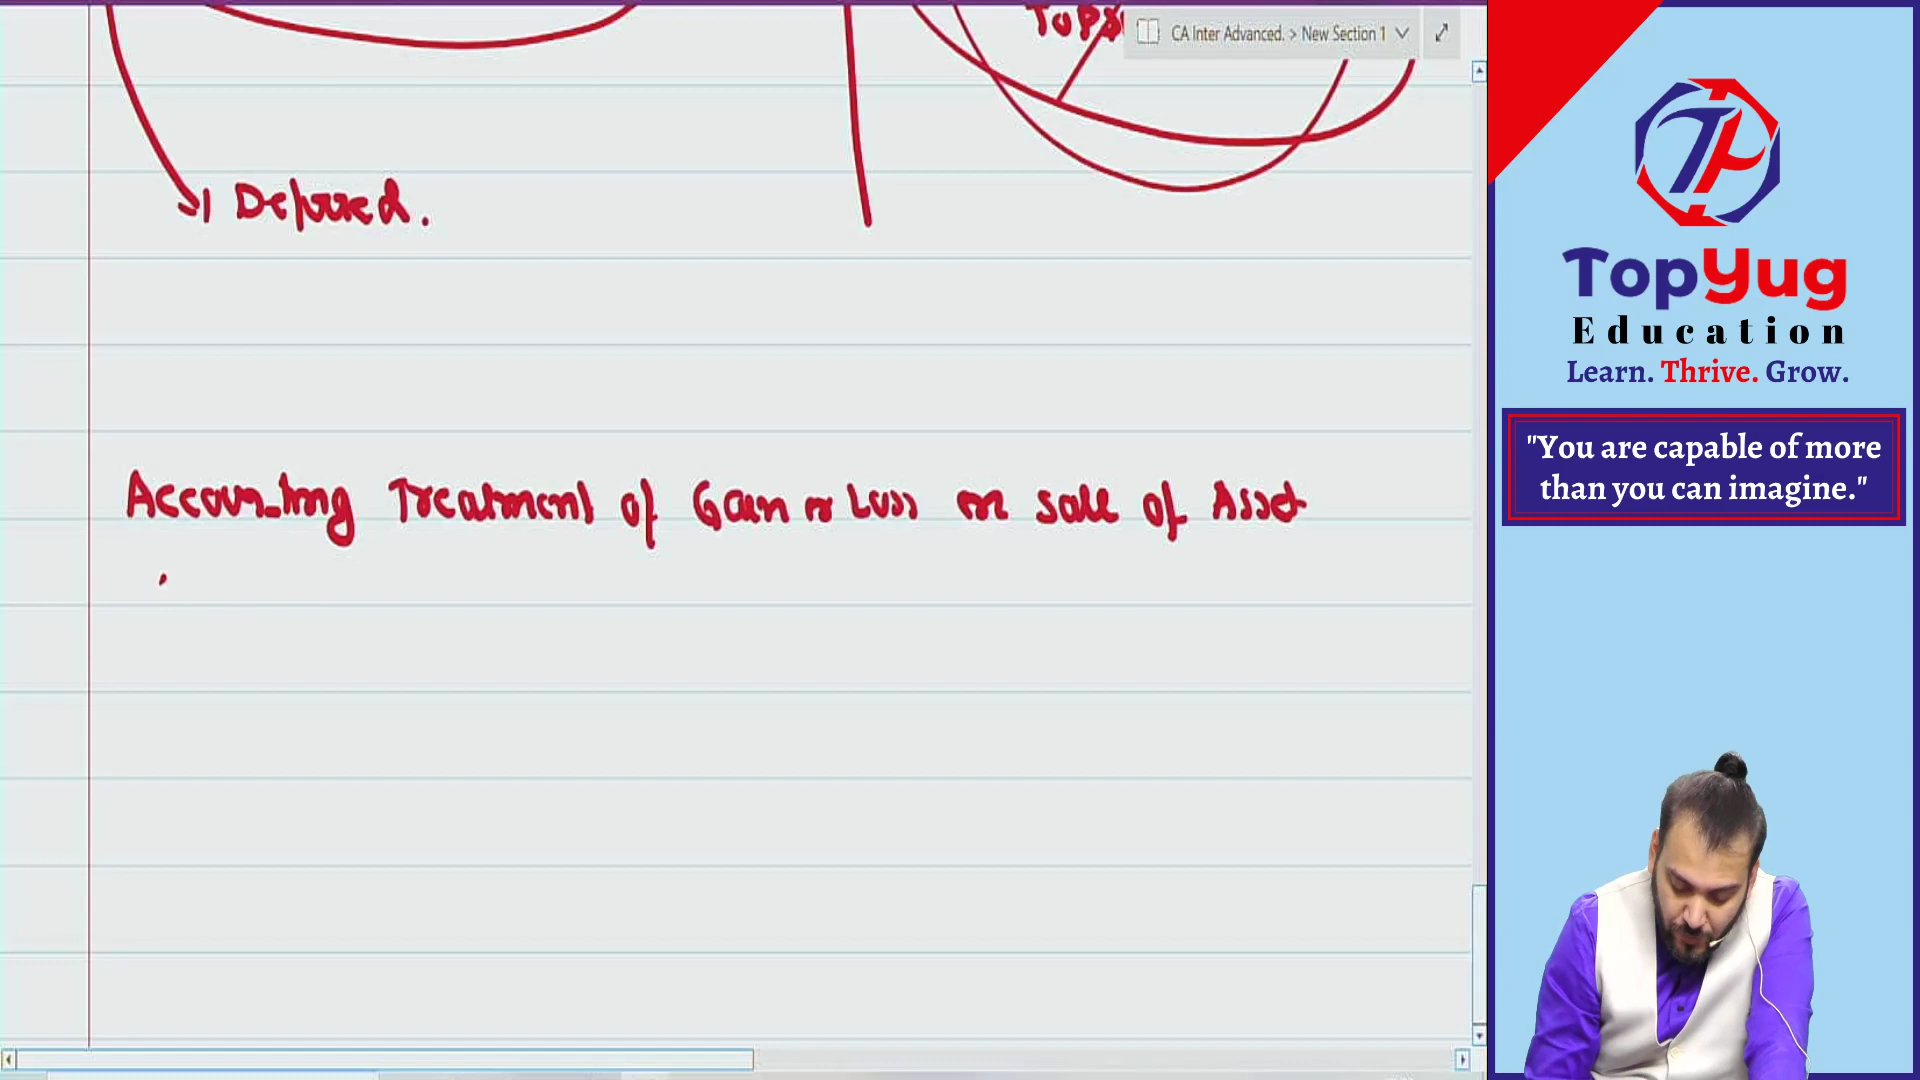 CA Inter Advanced. > New Section 1
Deferred.
Accounting Treatment of Gain or Loss on sale of Asset
TopYug
Education
Learn. Thrive. Grow.
"You are capable of more
than you can imagine."